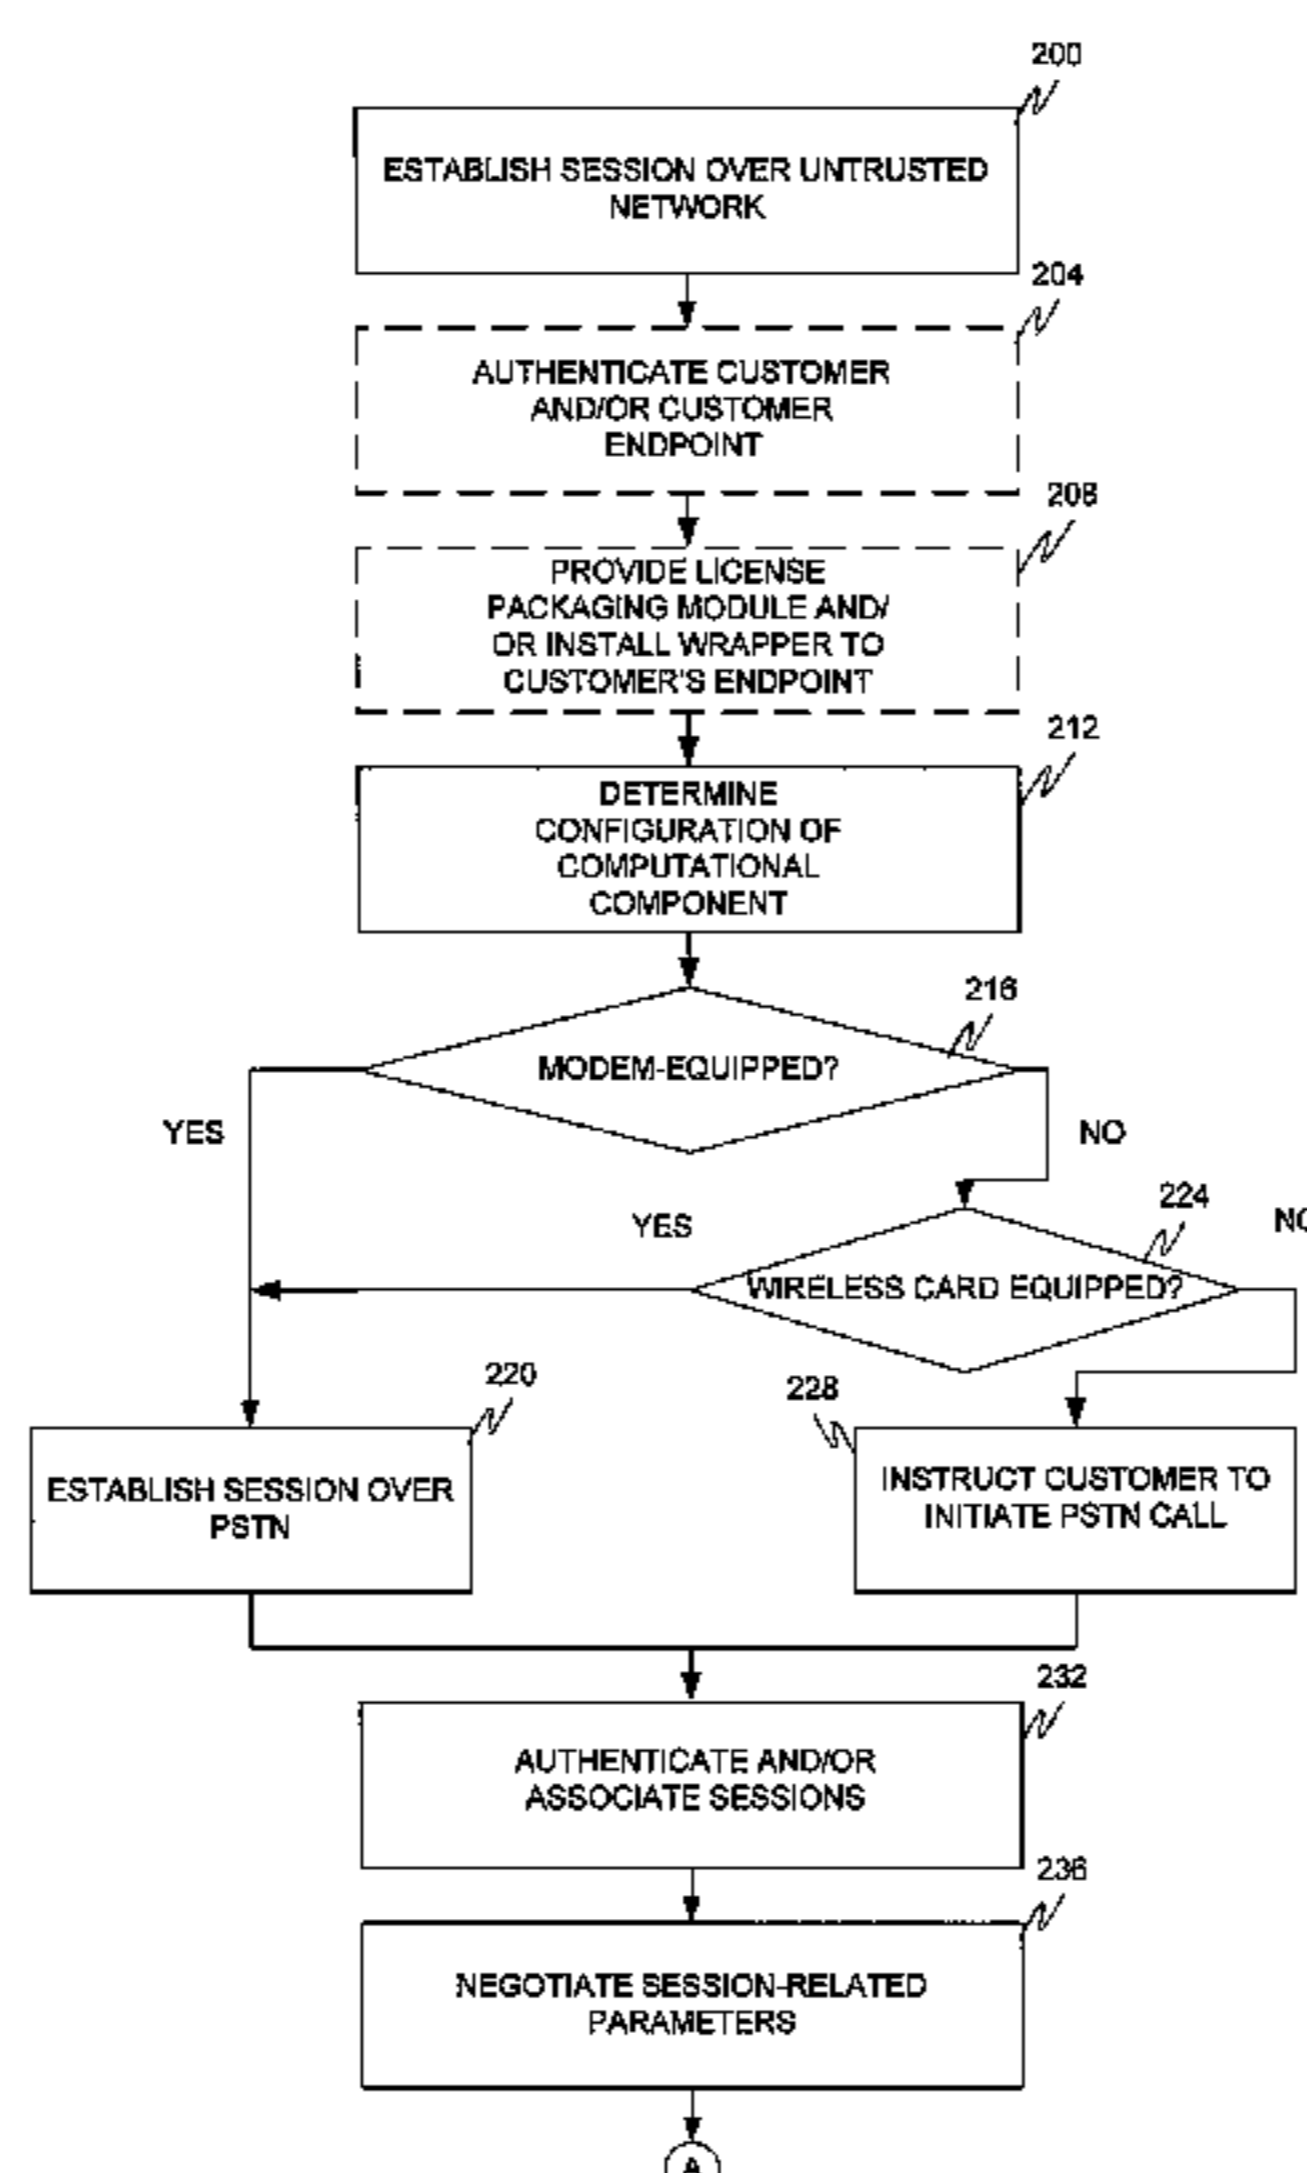 200
ESTABLISH SESSION OVER UNTRUSTED
NETWORK
204
AUTHENTICATE CUSTOMER
AND/OR CUSTOMER
ENDPOINT
208
PROVIDE LICENSE
PACKAGING MODULE AND/
OR INSTALL WRAPPER TO
CUSTOMER'S ENDPOINT
212
DETERMINE
CONFIGURATION OF
COMPUTATIONAL
COMPONENT
216
MODEM-EQUIPPED?
YES
NO
224
YES
NO
WIRELESS CARD EQUIPPED?
220
228
ESTABLISH SESSION OVER
PSTN
INSTRUCT CUSTOMER TO
INITIATE PSTN CALL
232
AUTHENTICATE AND/OR
ASSOCIATE SESSIONS
236
NEGOTIATE SESSION-RELATED
PARAMETERS
A